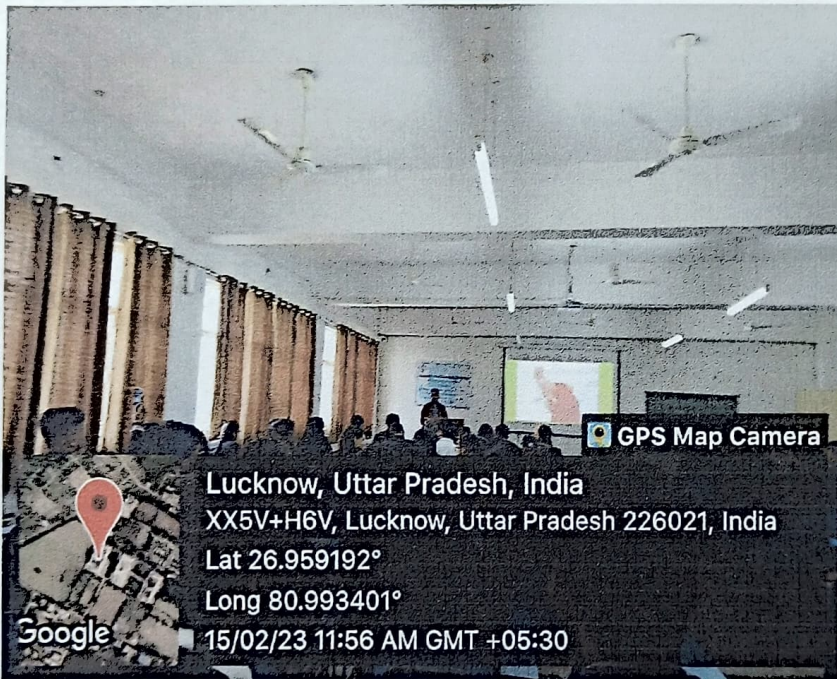 GPS Map Camera
Lucknow, Uttar Pradesh, India
XX5V+H6V, Lucknow, Uttar Pradesh 226021, India
Lat 26.959192°
Long 80.993401°
Google
15/02/23 11:56 AM GMT +05:30